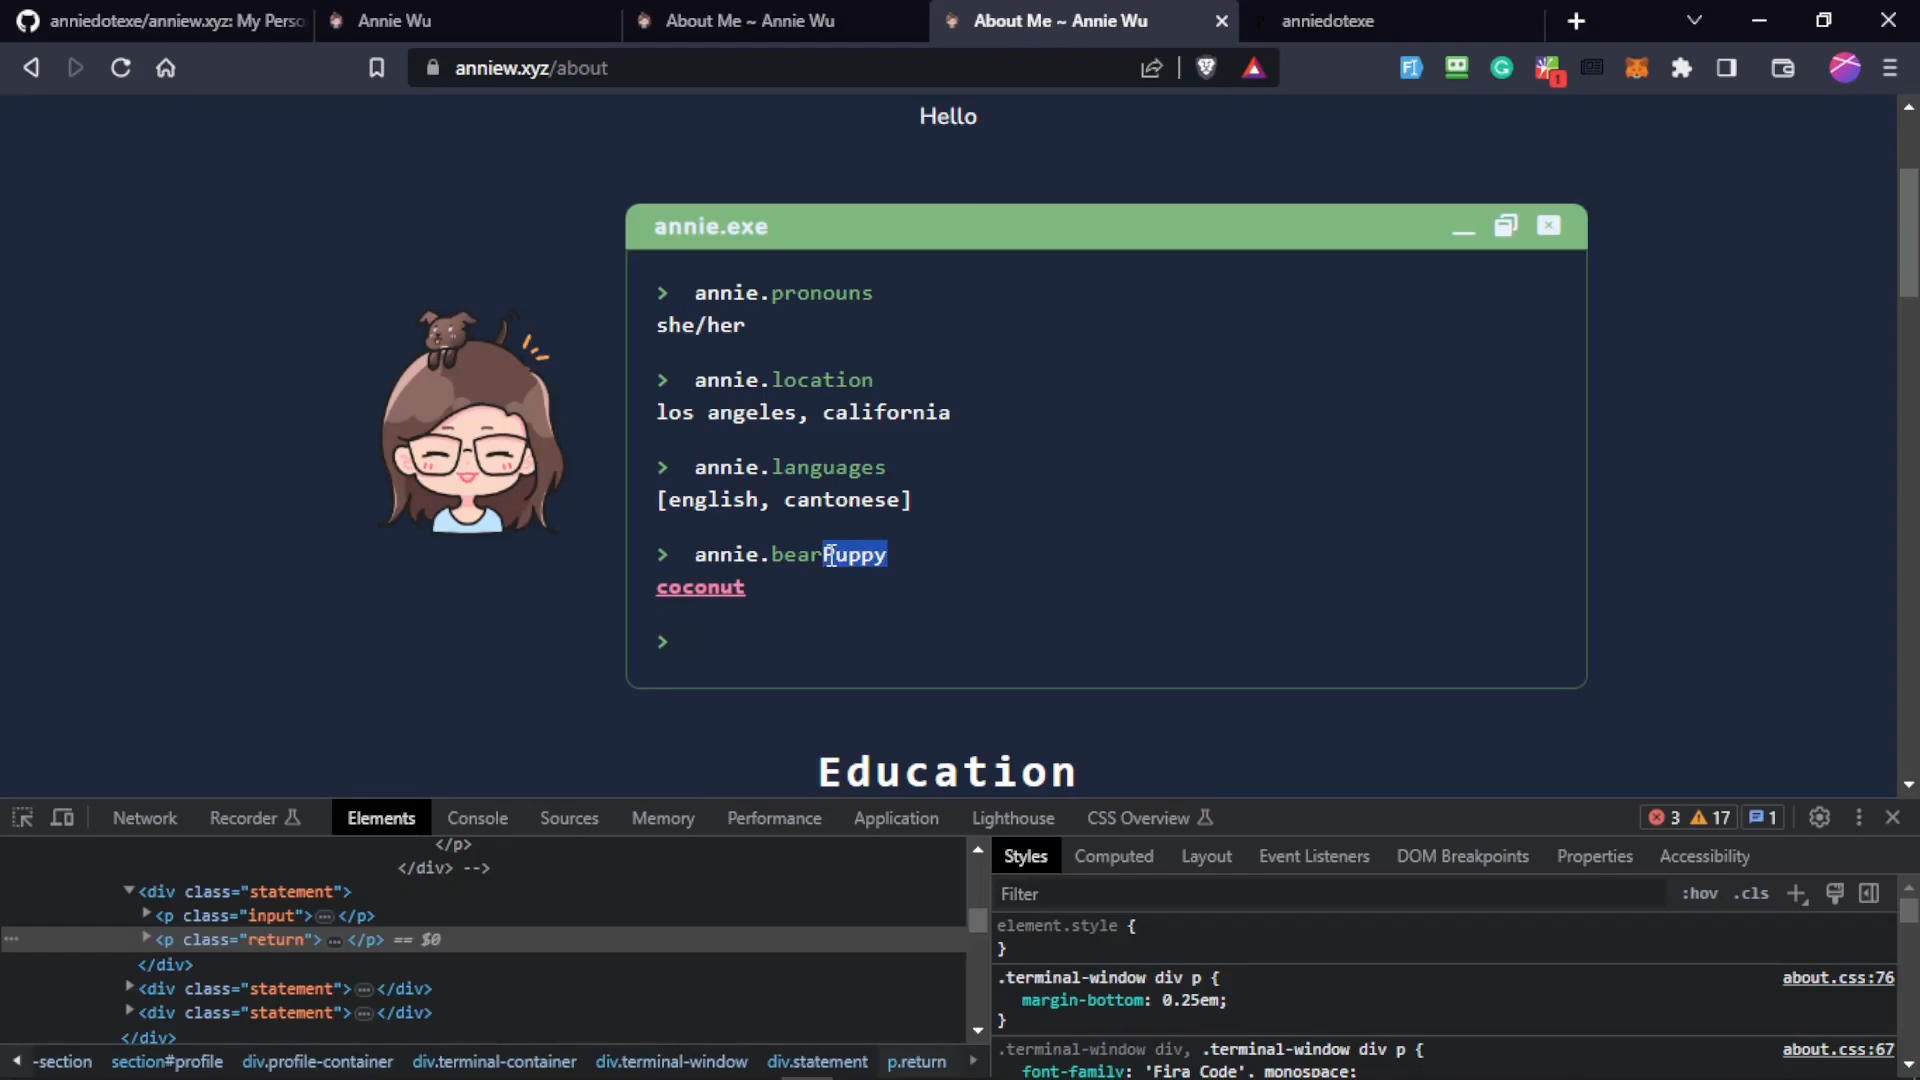 anniedotexe/anniew.xyz: My Perso
Annie Wu
About Me ~ Annie Wu
About Me ~ Annie Wu
anniedotexe
anniew.xyz/about
1
Hello
annie.exe
> annie.pronouns
she/her
> annie.location
los angeles, california
> annie.languages
[english, cantonese]
> annie.bearPuppy
coconut
>
Education
Network
Recorder
Elements
Console
Sources
Memory
Performance
Application
Lighthouse
CSS Overview
3
17
1
</p>
</div> -->
<div class="statement">
<p class="input"> … </p>
<p class="return"> … </p> == $0
</div>
<div class="statement"> … </div>
<div class="statement"> … </div>
</div>
-section
section#profile
div.profile-container
div.terminal-container
div.terminal-window
div.statement
p.return
Styles
Computed
Layout
Event Listeners
DOM Breakpoints
Properties
Accessibility
Filter
:hov
.cls
element.style {
}
.terminal-window div p {
about.css:76
margin-bottom: 0.25em;
}
.terminal-window div, .terminal-window div p {
about.css:67
font-family: 'Fira Code', monospace;